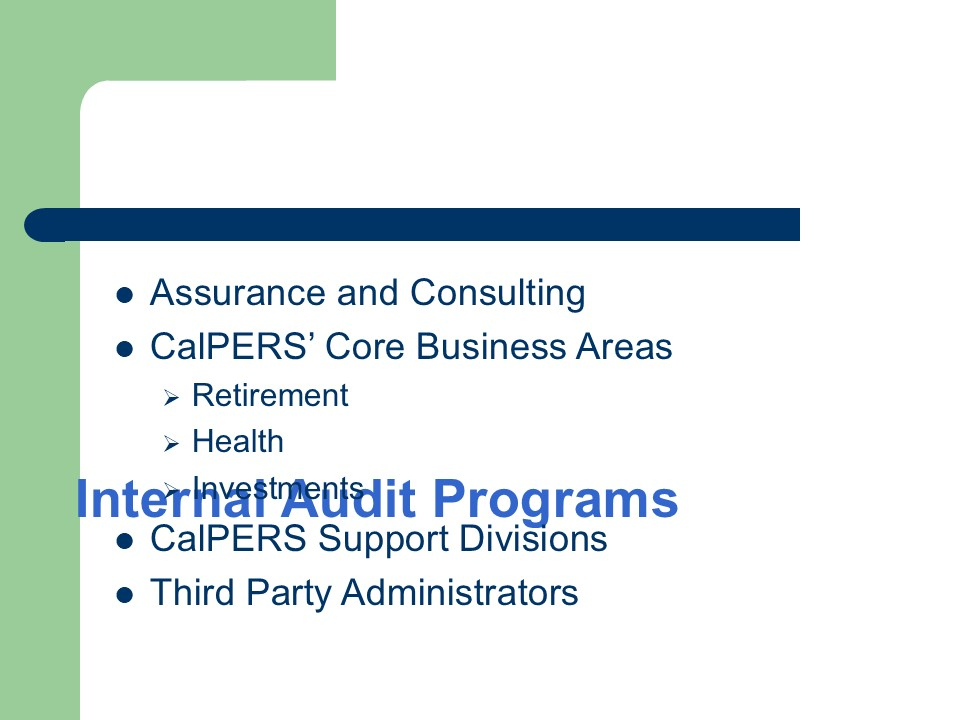 Assurance and Consulting
CalPERS’ Core Business Areas
Retirement
Health
Investments
Internal Audit Programs
CalPERS Support Divisions
Third Party Administrators